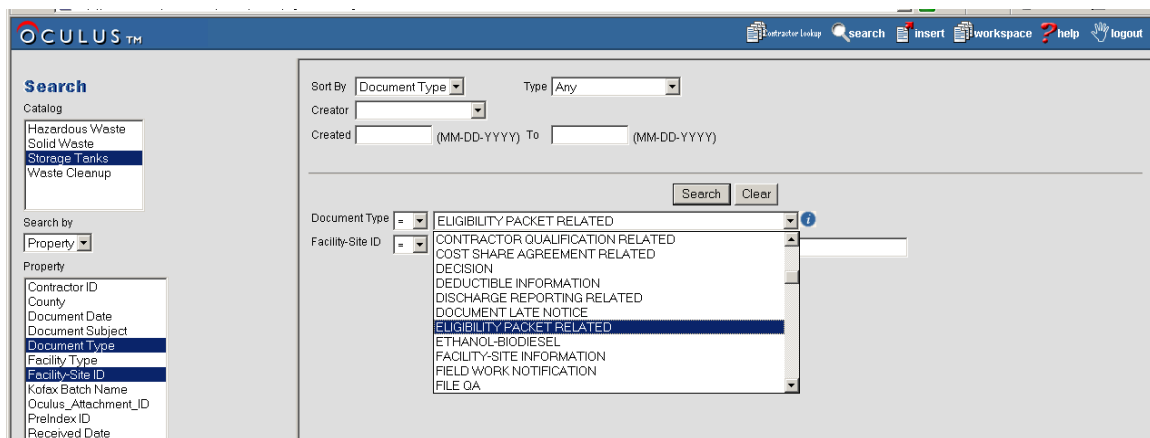 OCULUS TM
Contractor Lookup search insert workspace ?help logout
Search
Catalog
Hazardous Waste
Solid Waste
Storage Tanks
Waste Cleanup
Search by
Property
Property
Contractor ID
County
Document Date
Document Subject
Document Type
Facility Type
Facility-Site ID
Kofax Batch Name
Oculus_Attachment_ID
PreIndex ID
Received Date
Sort By Document Type Type Any
Creator
Created (MM-DD-YYYY) To (MM-DD-YYYY)
Search Clear
Document Type = ELIGIBILITY PACKET RELATED i
Facility-Site ID =
CONTRACTOR QUALIFICATION RELATED
COST SHARE AGREEMENT RELATED
DECISION
DEDUCTIBLE INFORMATION
DISCHARGE REPORTING RELATED
DOCUMENT LATE NOTICE
ELIGIBILITY PACKET RELATED
ETHANOL-BIODIESEL
FACILITY-SITE INFORMATION
FIELD WORK NOTIFICATION
FILE QA